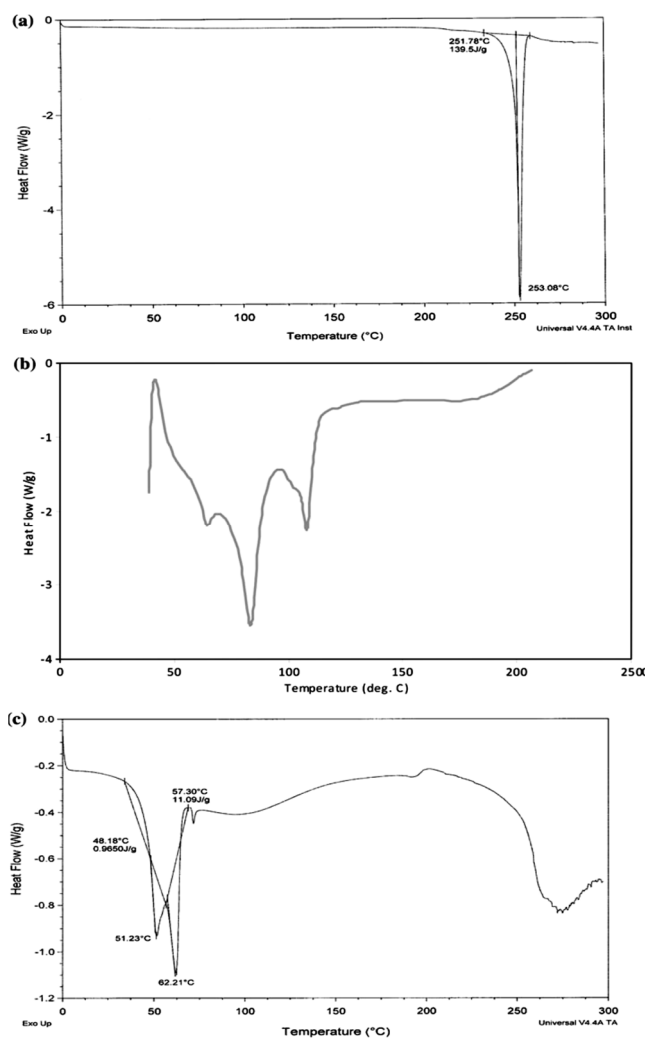 (a)
0
-2
-4
-6
Heat Flow (W/g)
251.78°C
139.5J/g
253.08°C
0 50 100 150 200 250 300
Exo Up
Temperature (°C)
Universal V4.4A TA Inst
(b)
0
-1
-2
-3
-4
Heat Flow (W/g)
0 50 100 150 200 2500
Temperature (deg. C)
(c)
0.0
-0.2
-0.4
-0.6
-0.8
-1.0
-1.2
Heat Flow (W/g)
57.30°C
11.09J/g
48.18°C
0.9650J/g
51.23°C
62.21°C
0 50 100 150 200 250 300
Exo Up
Temperature (°C)
Universal V4.4A TA